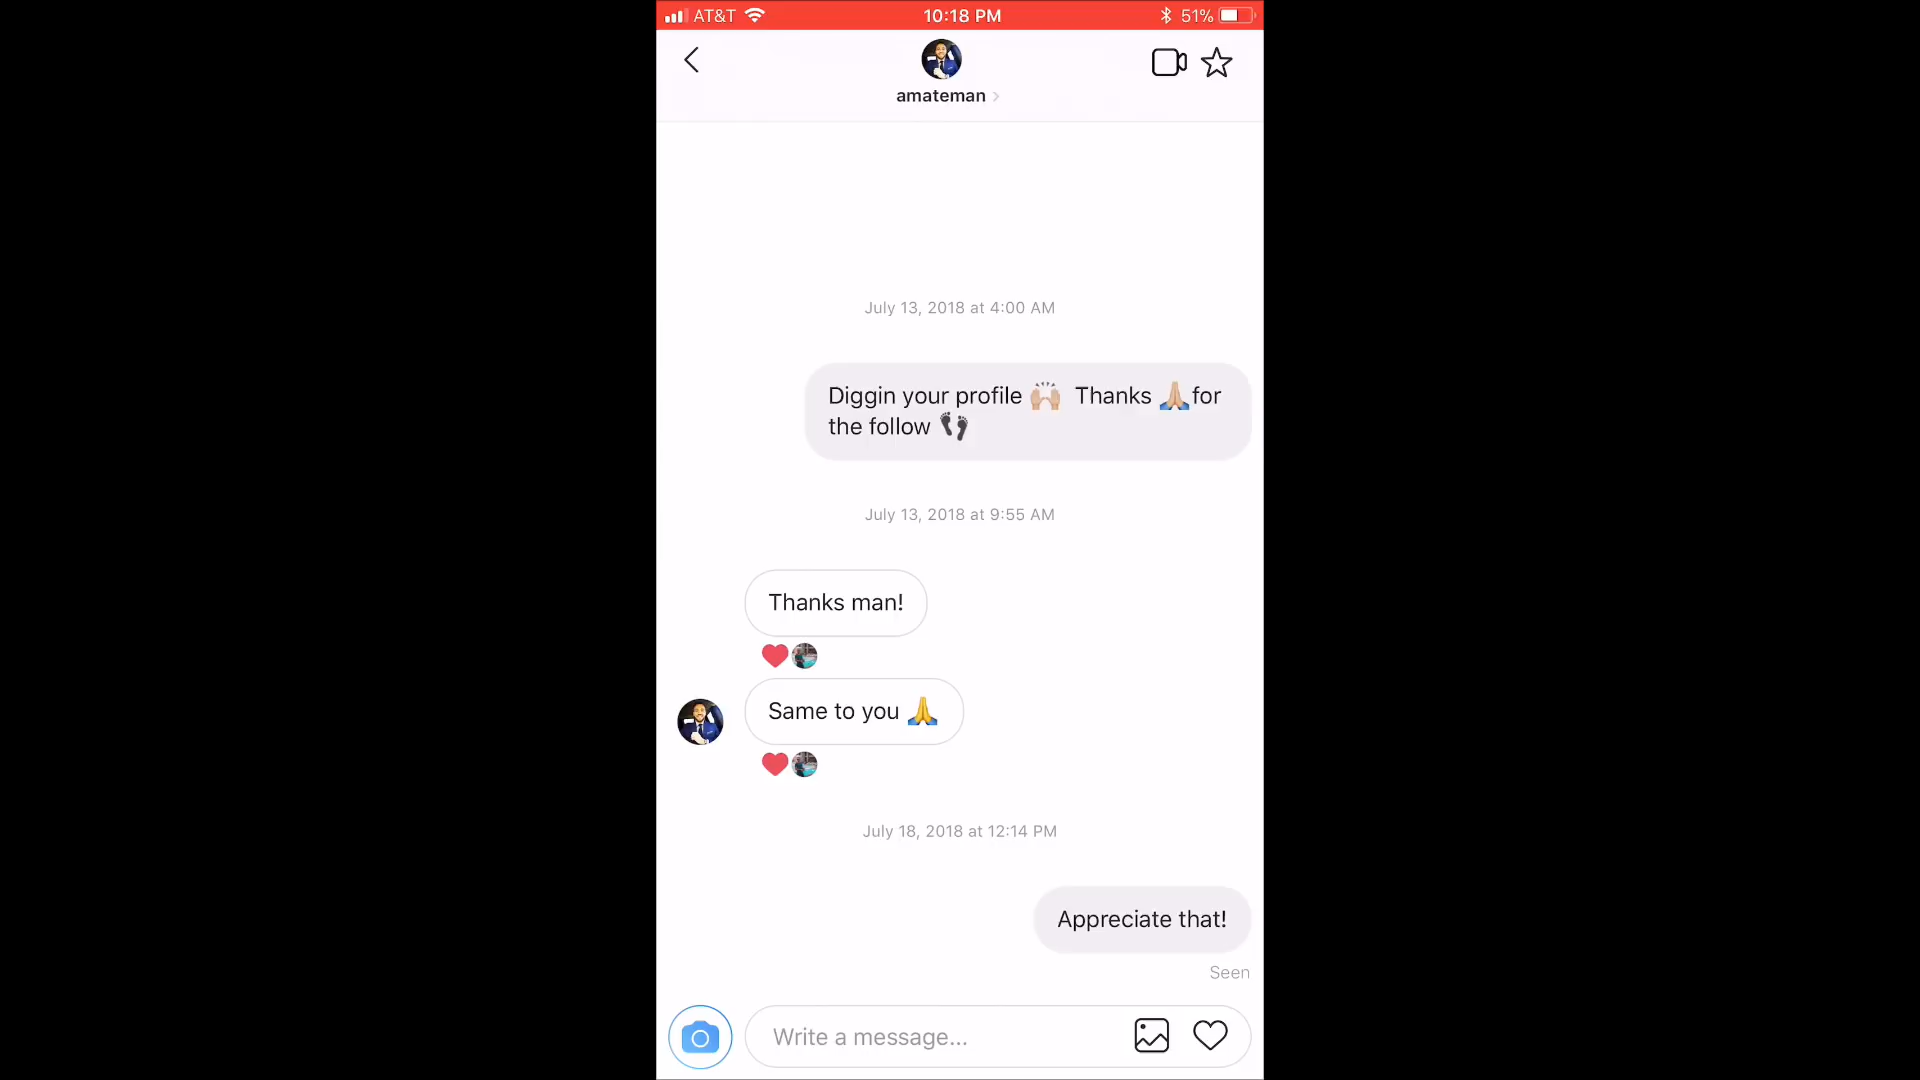 AT&T 10:18 PM 51%
amateman
July 13, 2018 at 4:00 AM
Diggin your profile 🙌🏼 Thanks 🙏🏼for
the follow 👣
July 13, 2018 at 9:55 AM
Thanks man!
Same to you 🙏
July 18, 2018 at 12:14 PM
Appreciate that!
Seen
Write a message...